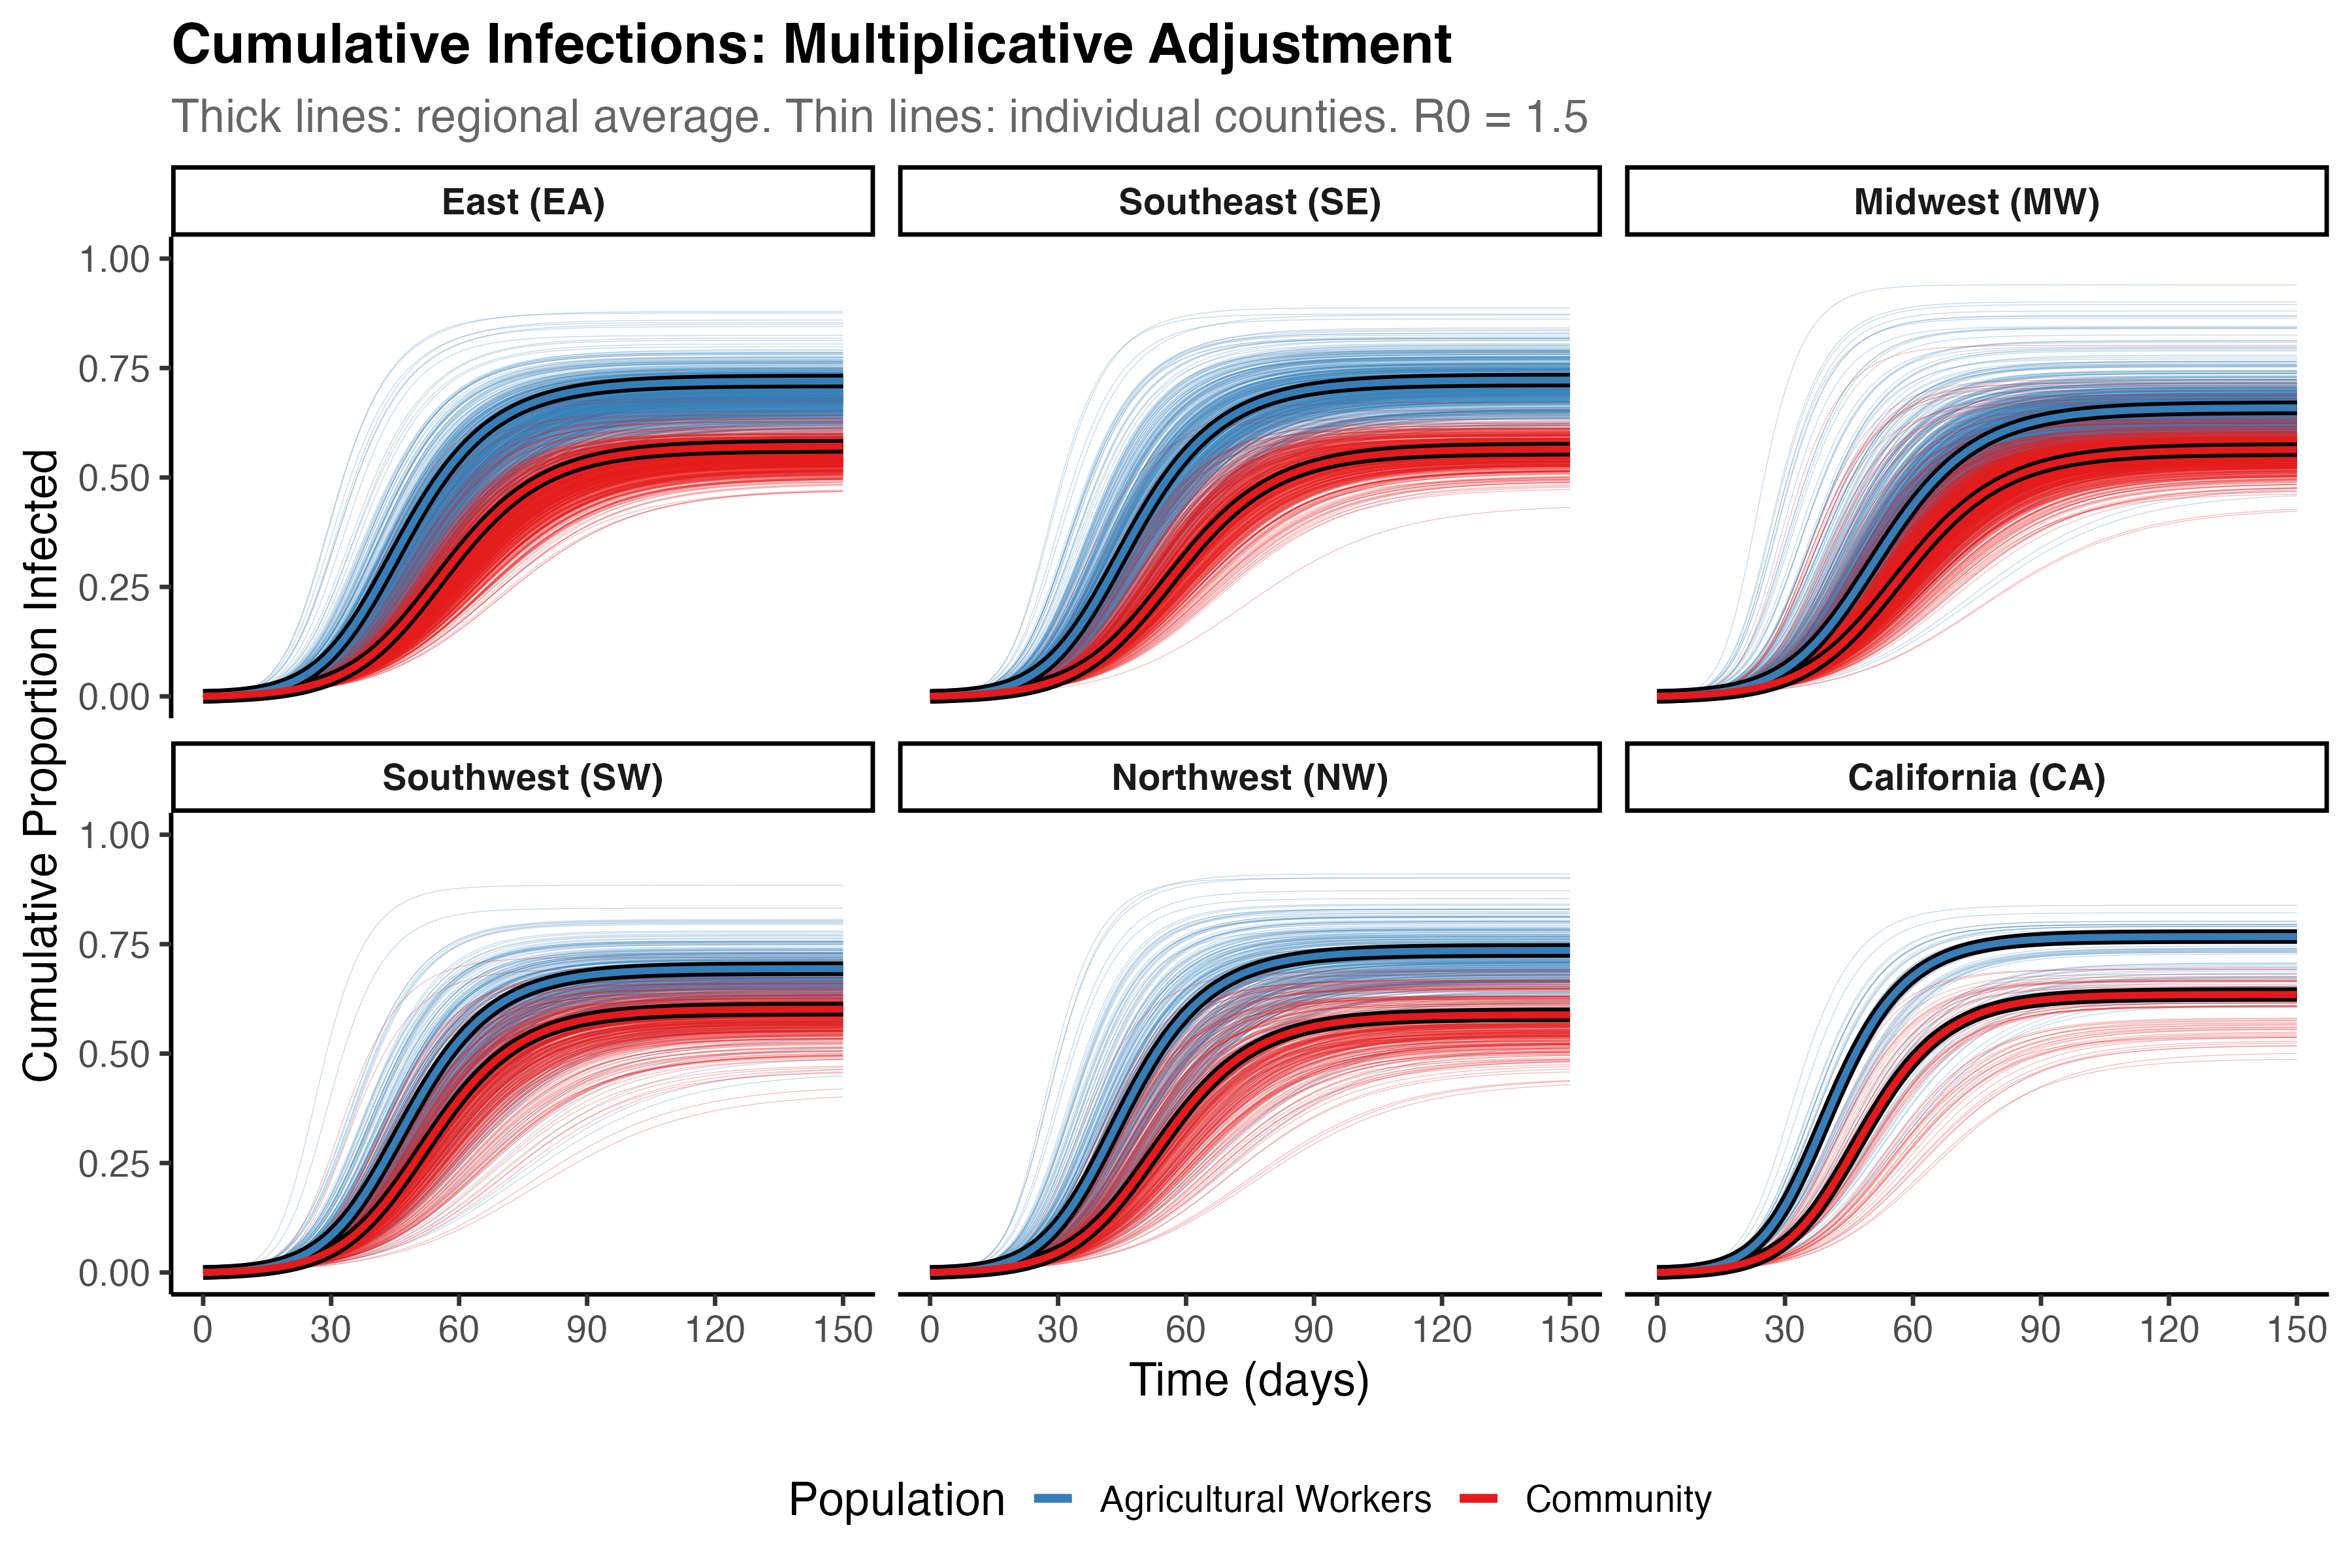 Cumulative Infections: Multiplicative Adjustment
Thick lines: regional average. Thin lines: individual counties. R0 = 1.5
East (EA)
Southeast (SE)
Midwest (MW)
1.00
0.75
0.50
0.25
0.00
Southwest (SW)
Northwest (NW)
California (CA)
1.00
0.75
0.50
0.25
0.00
Cumulative Proportion Infected
0 30 60 90 120 150
0 30 60 90 120 150
0 30 60 90 120 150
Time (days)
Population Agricultural Workers Community